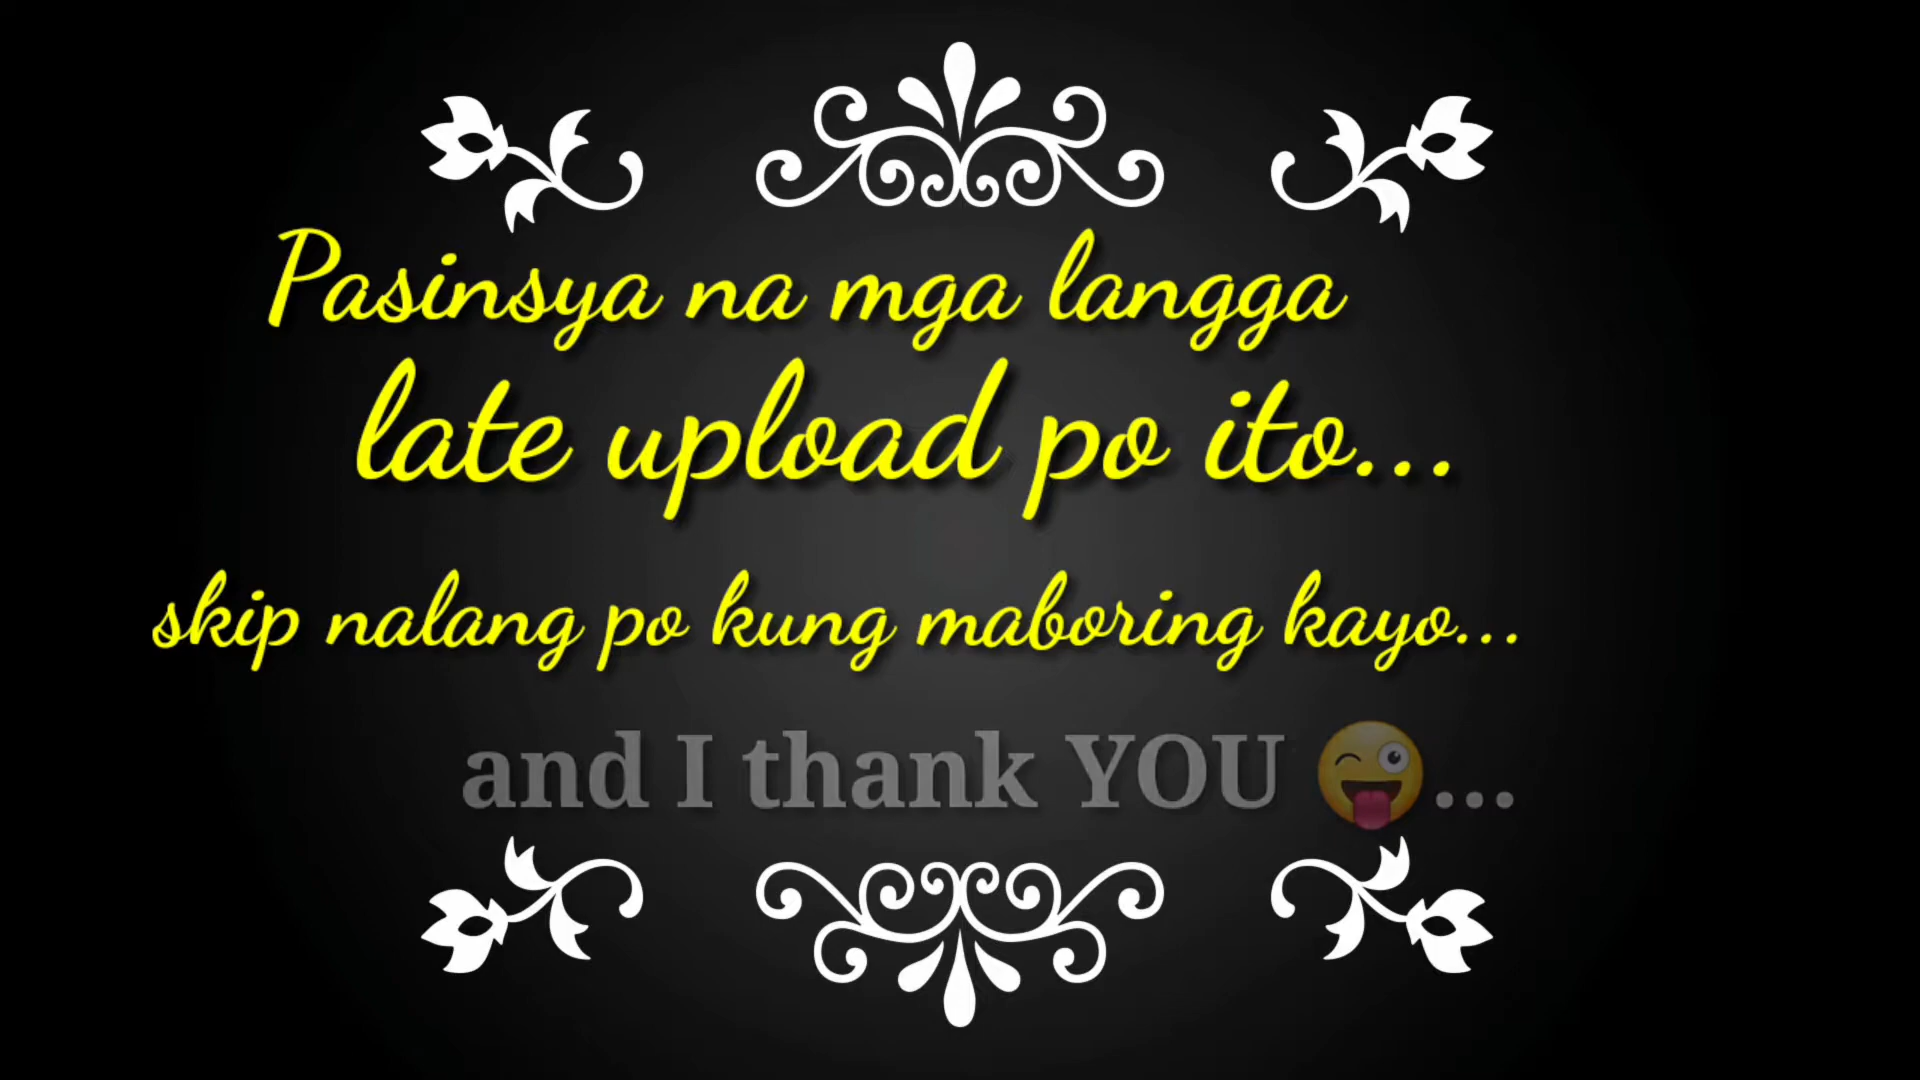 Pasinsya na mga langga
late upload po ito...
skip nalang po kung maboring kayo...
and I thank YOU 😜...